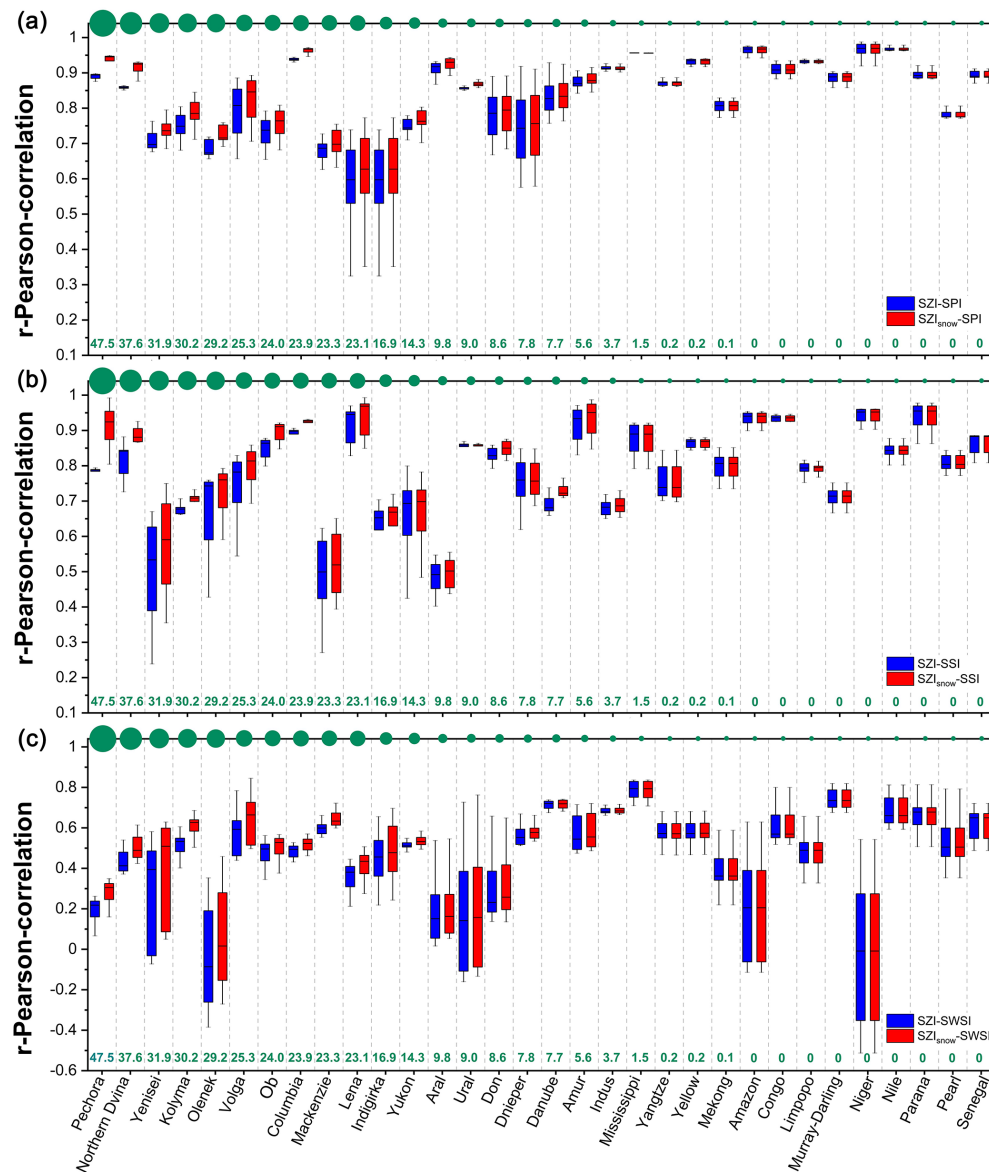 (a)
r-Pearson-correlation
1
0.9
0.8
0.7
0.6
0.5
0.4
0.3
0.2
0.1
SZI-SPI
SZIsnow-SPI
47.5 37.6 31.9 30.2 29.2 25.3 24.0 23.9 23.3 23.1 16.9 14.3 9.8 9.0 8.6 7.8 7.7 5.6 3.7 1.5 0.2 0.2 0.1 0 0 0 0 0 0 0 0 0
(b)
r-Pearson-correlation
1
0.9
0.8
0.7
0.6
0.5
0.4
0.3
0.2
0.1
SZI-SSI
SZIsnow-SSI
47.5 37.6 31.9 30.2 29.2 25.3 24.0 23.9 23.3 23.1 16.9 14.3 9.8 9.0 8.6 7.8 7.7 5.6 3.7 1.5 0.2 0.2 0.1 0 0 0 0 0 0 0 0 0
(c)
r-Pearson-correlation
1
0.8
0.6
0.4
0.2
0
-0.2
-0.4
-0.6
SZI-SWSI
SZIsnow-SWSI
47.5 37.6 31.9 30.2 29.2 25.3 24.0 23.9 23.3 23.1 16.9 14.3 9.8 9.0 8.6 7.8 7.7 5.6 3.7 1.5 0.2 0.2 0.1 0 0 0 0 0 0 0 0 0
Pechora
Northern Dvina
Yenisei
Kolyma
Olenek
Volga
Ob
Columbia
Mackenzie
Lena
Indigirka
Yukon
Aral
Ural
Don
Dnieper
Danube
Amur
Indus
Mississippi
Yangtze
Yellow
Mekong
Amazon
Congo
Limpopo
Murray-Darling
Niger
Nile
Parana
Pearl
Senegal